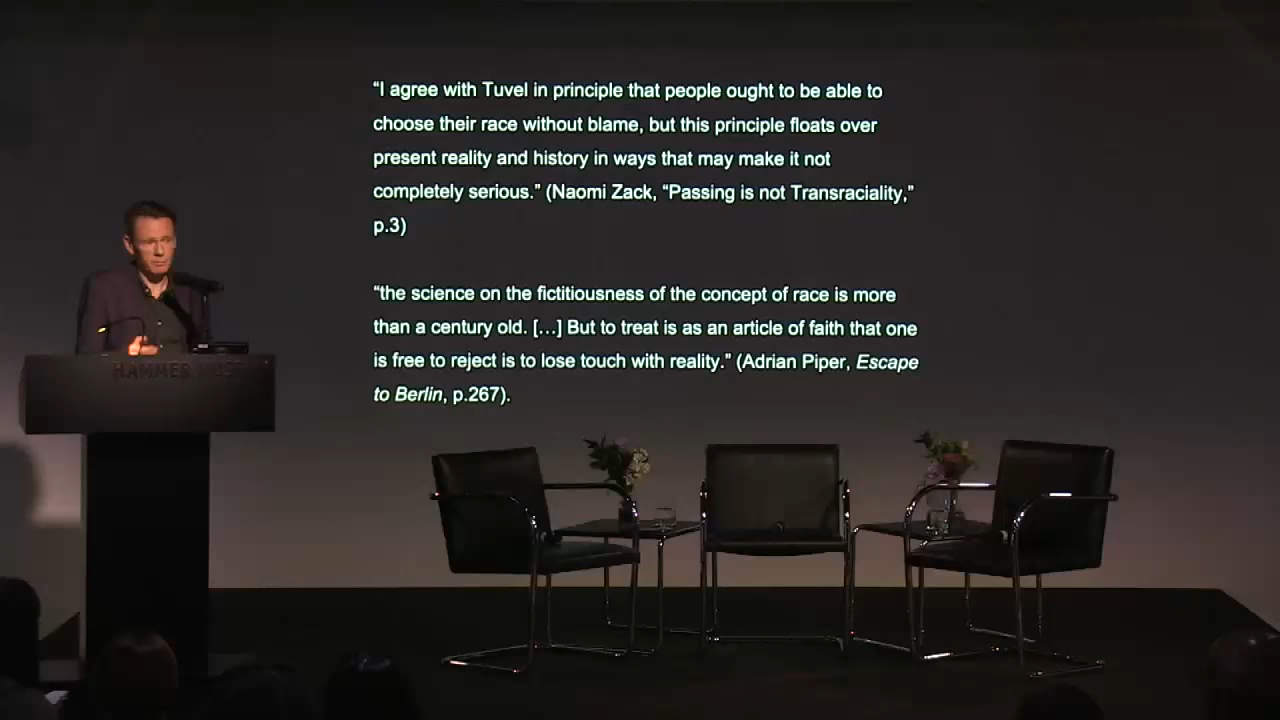 “I agree with Tuvel in principle that people ought to be able to
choose their race without blame, but this principle floats over
present reality and history in ways that may make it not
completely serious.” (Naomi Zack, “Passing is not Transraciality,”
p.3)
“the science on the fictitiousness of the concept of race is more
than a century old. […] But to treat is as an article of faith that one
is free to reject is to lose touch with reality.” (Adrian Piper, Escape
to Berlin, p.267).
HAMMER